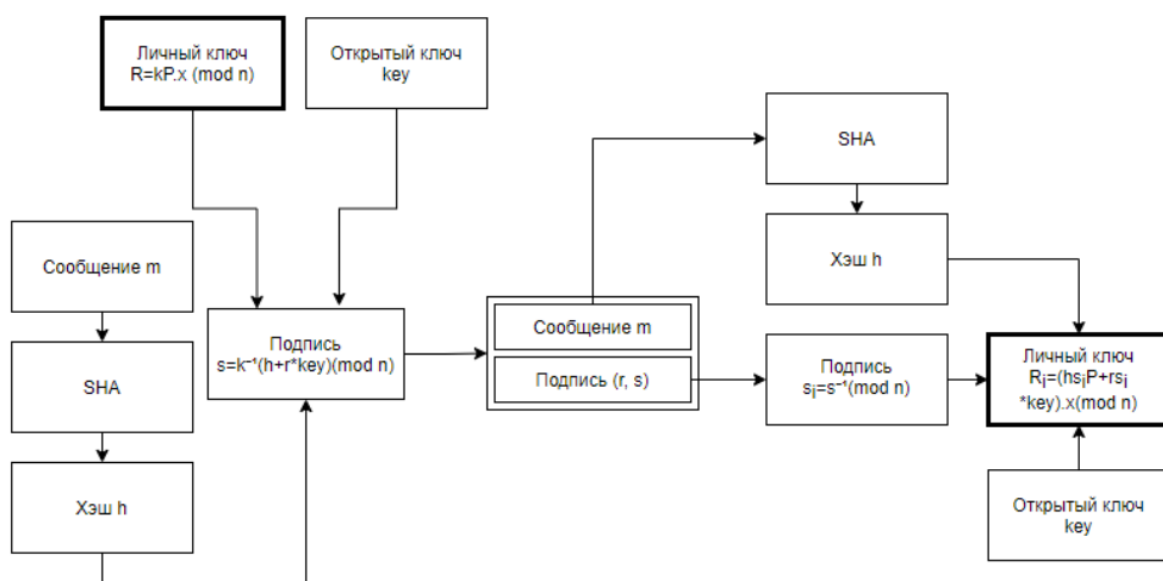 Личный ключ
R=kP.x (mod n)
Открытый ключ
key
Сообщение m
SHA
Хэш h
Подпись
s=k⁻¹(h+r*key)(mod n)
Сообщение m
Подпись (r, s)
SHA
Хэш h
Подпись
sᵢ=s⁻¹(mod n)
Личный ключ
Rᵢ=(hsᵢP+rsᵢ
*key).x(mod n)
Открытый ключ
key